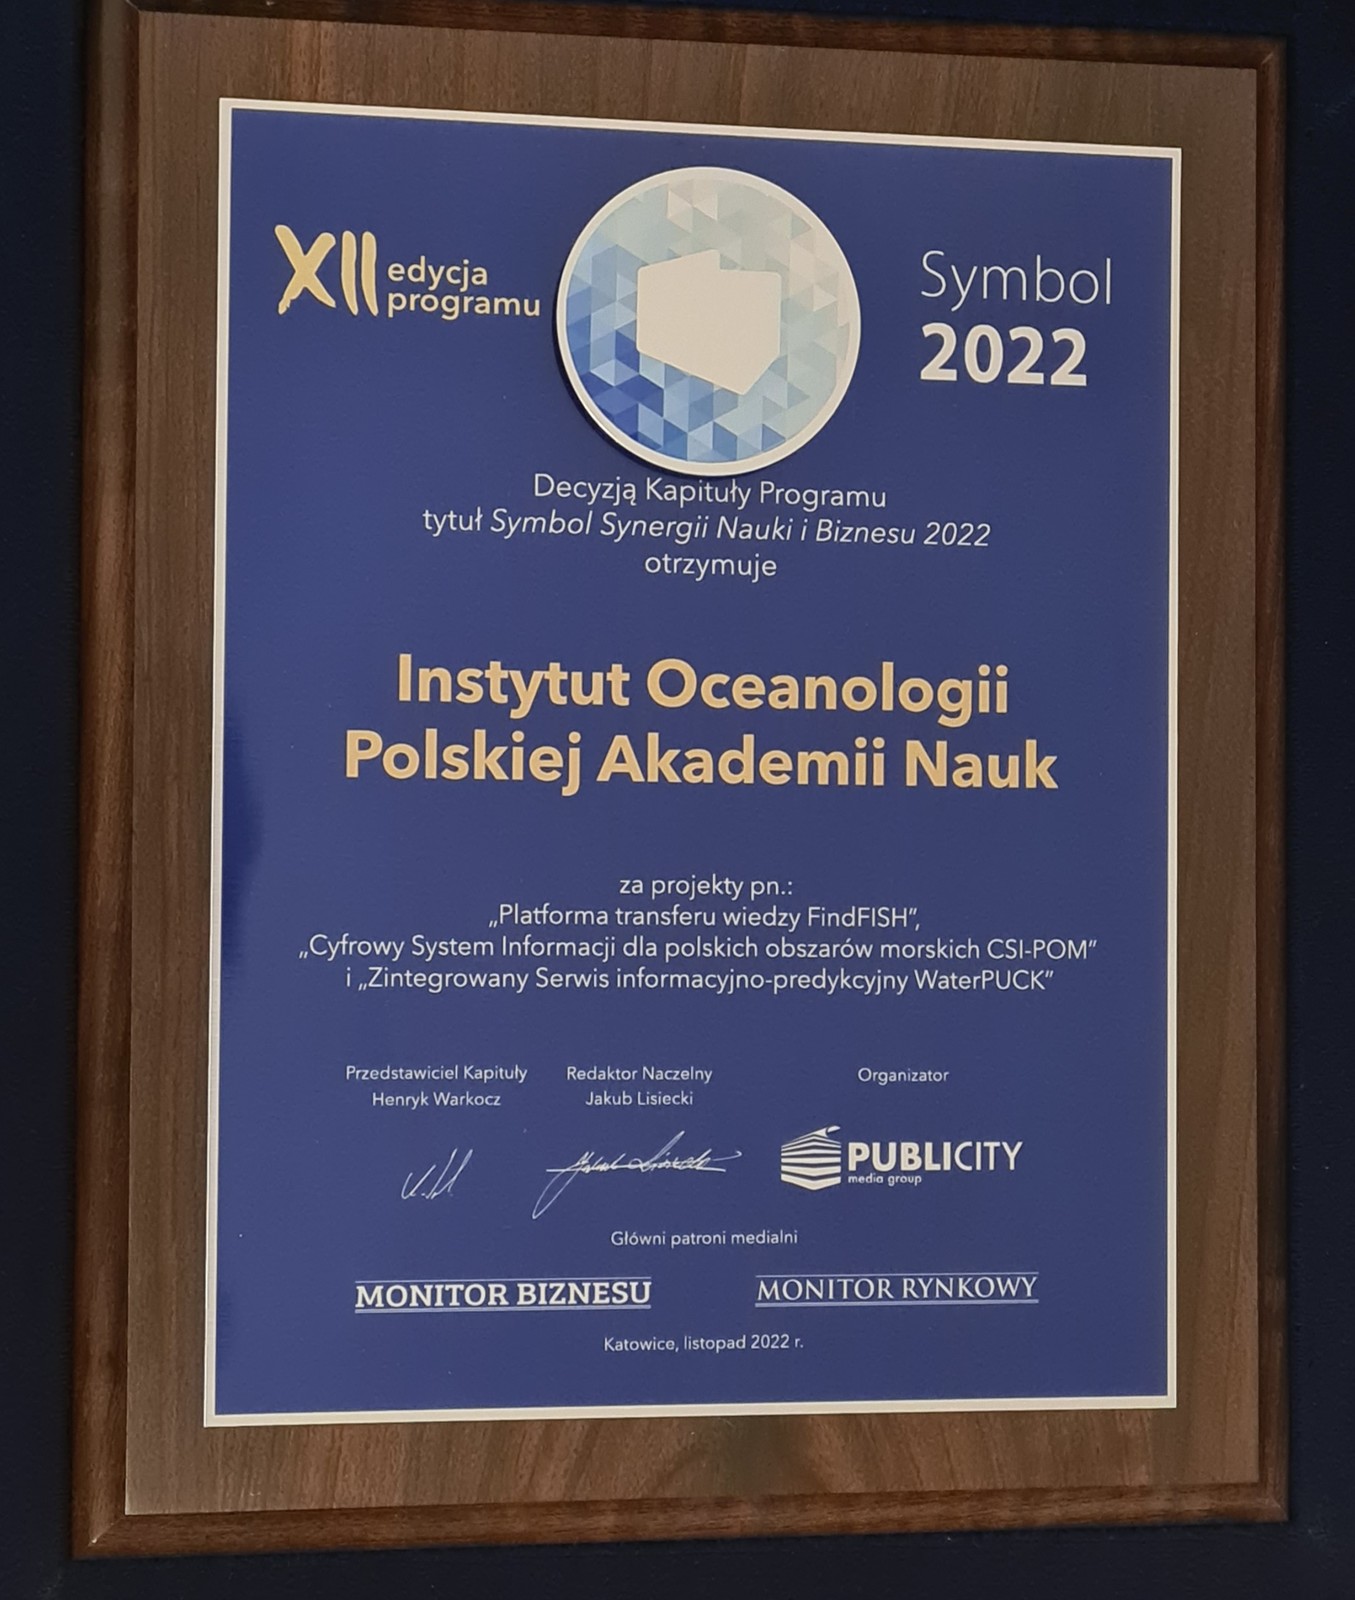 XII edycja
programu
Symbol
2022
Decyzją Kapituły Programu
tytuł Symbol Synergii Nauki i Biznesu 2022
otrzymuje
Instytut Oceanologii
Polskiej Akademii Nauk
za projekty pn.:
„Platforma transferu wiedzy FindFISH”,
„Cyfrowy System Informacji dla polskich obszarów morskich CSI-POM”
i „Zintegrowany Serwis informacyjno-predykcyjny WaterPUCK”
Przedstawiciel Kapituły
Henryk Warkocz
Redaktor Naczelny
Jakub Lisiecki
Organizator
PUBLICITY
media group
Główni patroni medialni
MONITOR BIZNESU
MONITOR RYNKOWY
Katowice, listopad 2022 r.